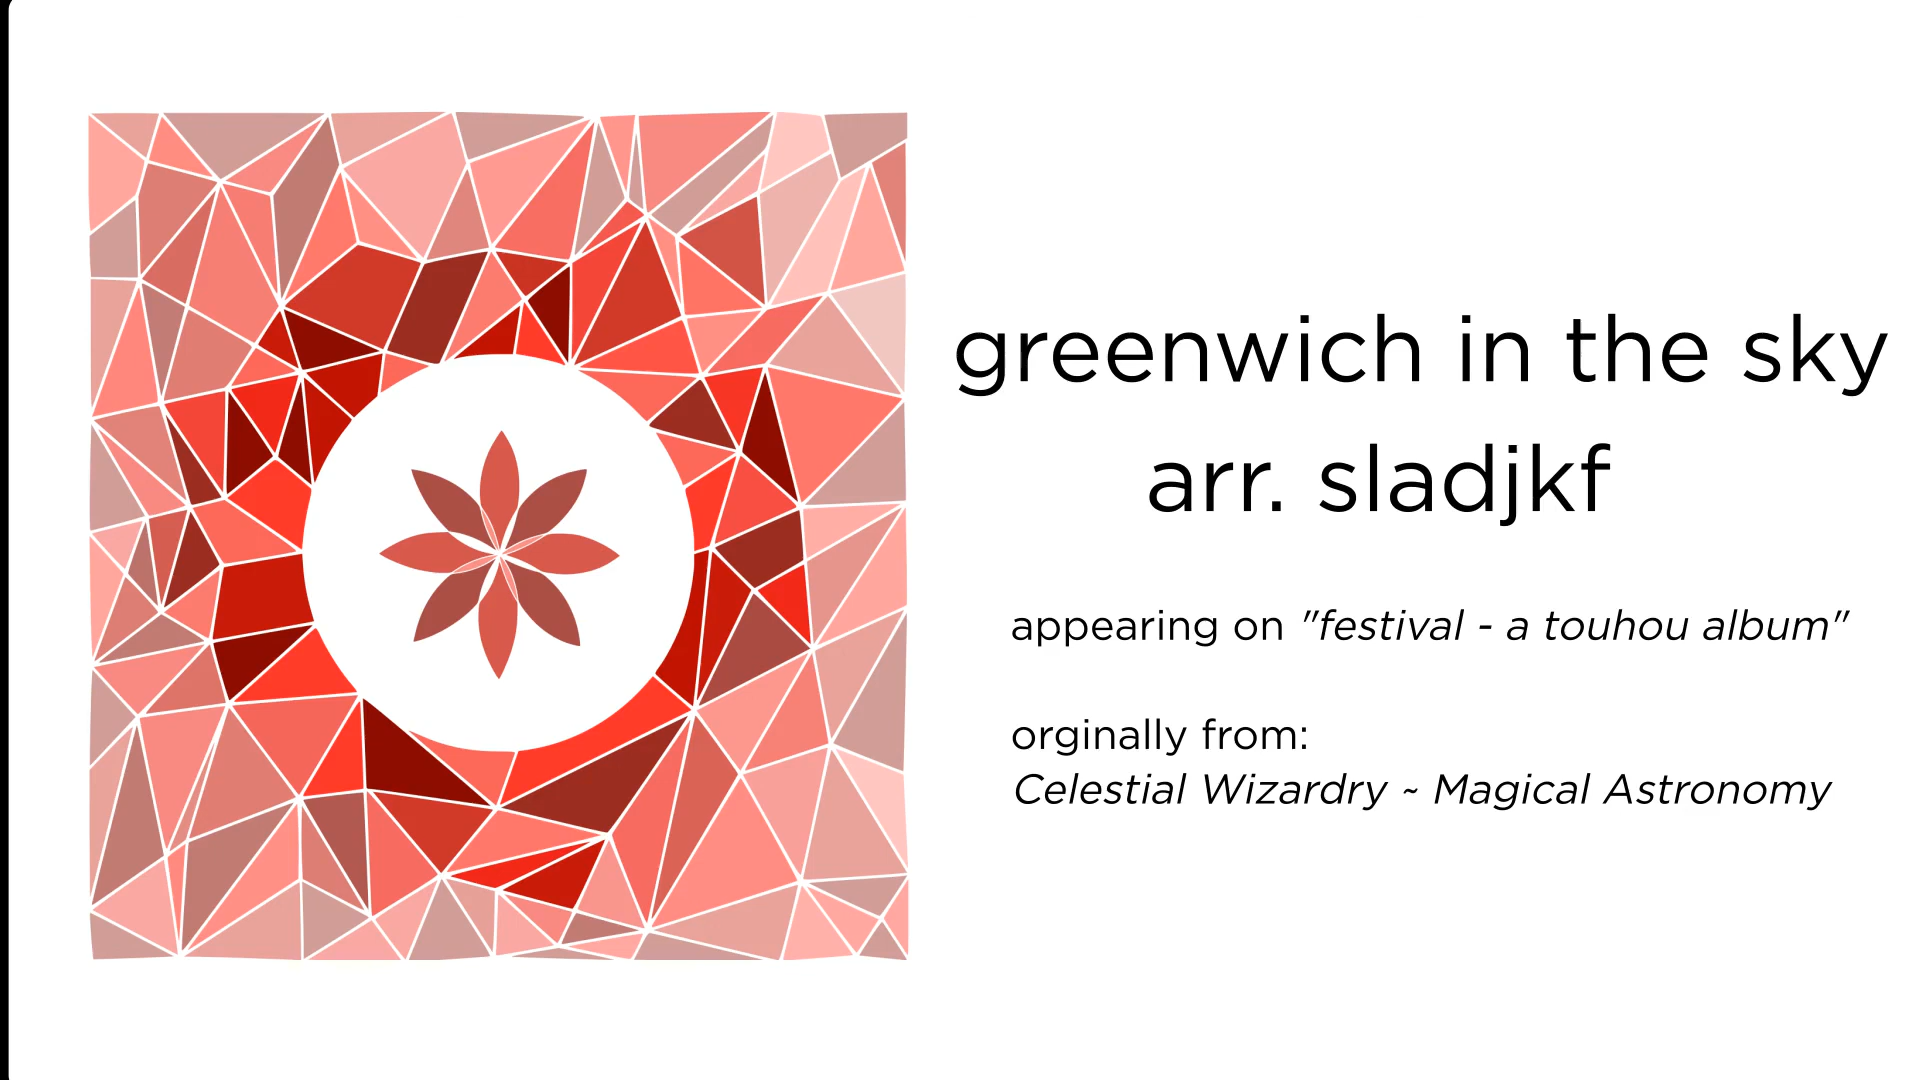 greenwich in the sky
arr. sladjkf
appearing on "festival - a touhou album"
orginally from:
Celestial Wizardry ~ Magical Astronomy